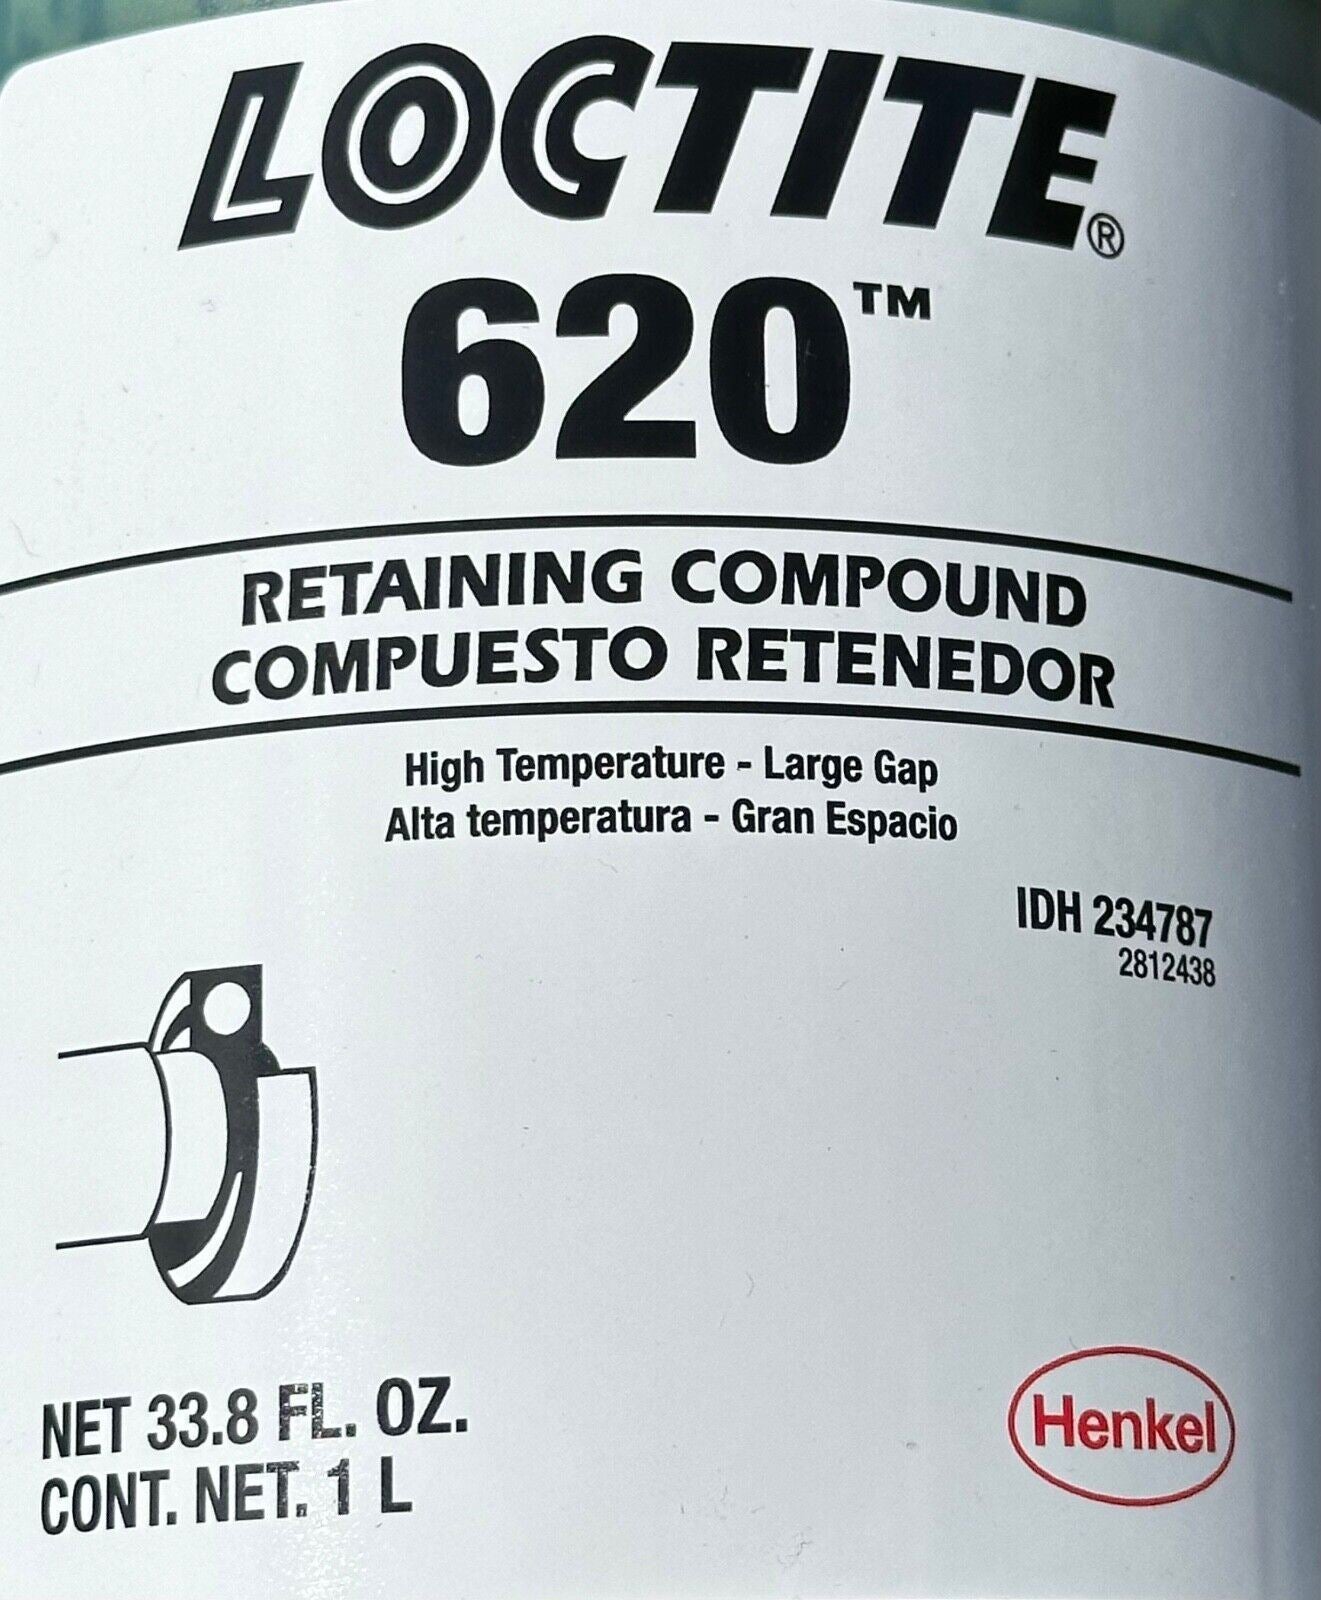 LOCTITE®
620™
RETAINING COMPOUND
COMPUESTO RETENEDOR
High Temperature - Large Gap
Alta temperatura - Gran Espacio
IDH 234787
2812438
NET 33.8 FL. OZ.
CONT. NET. 1 L
Henkel